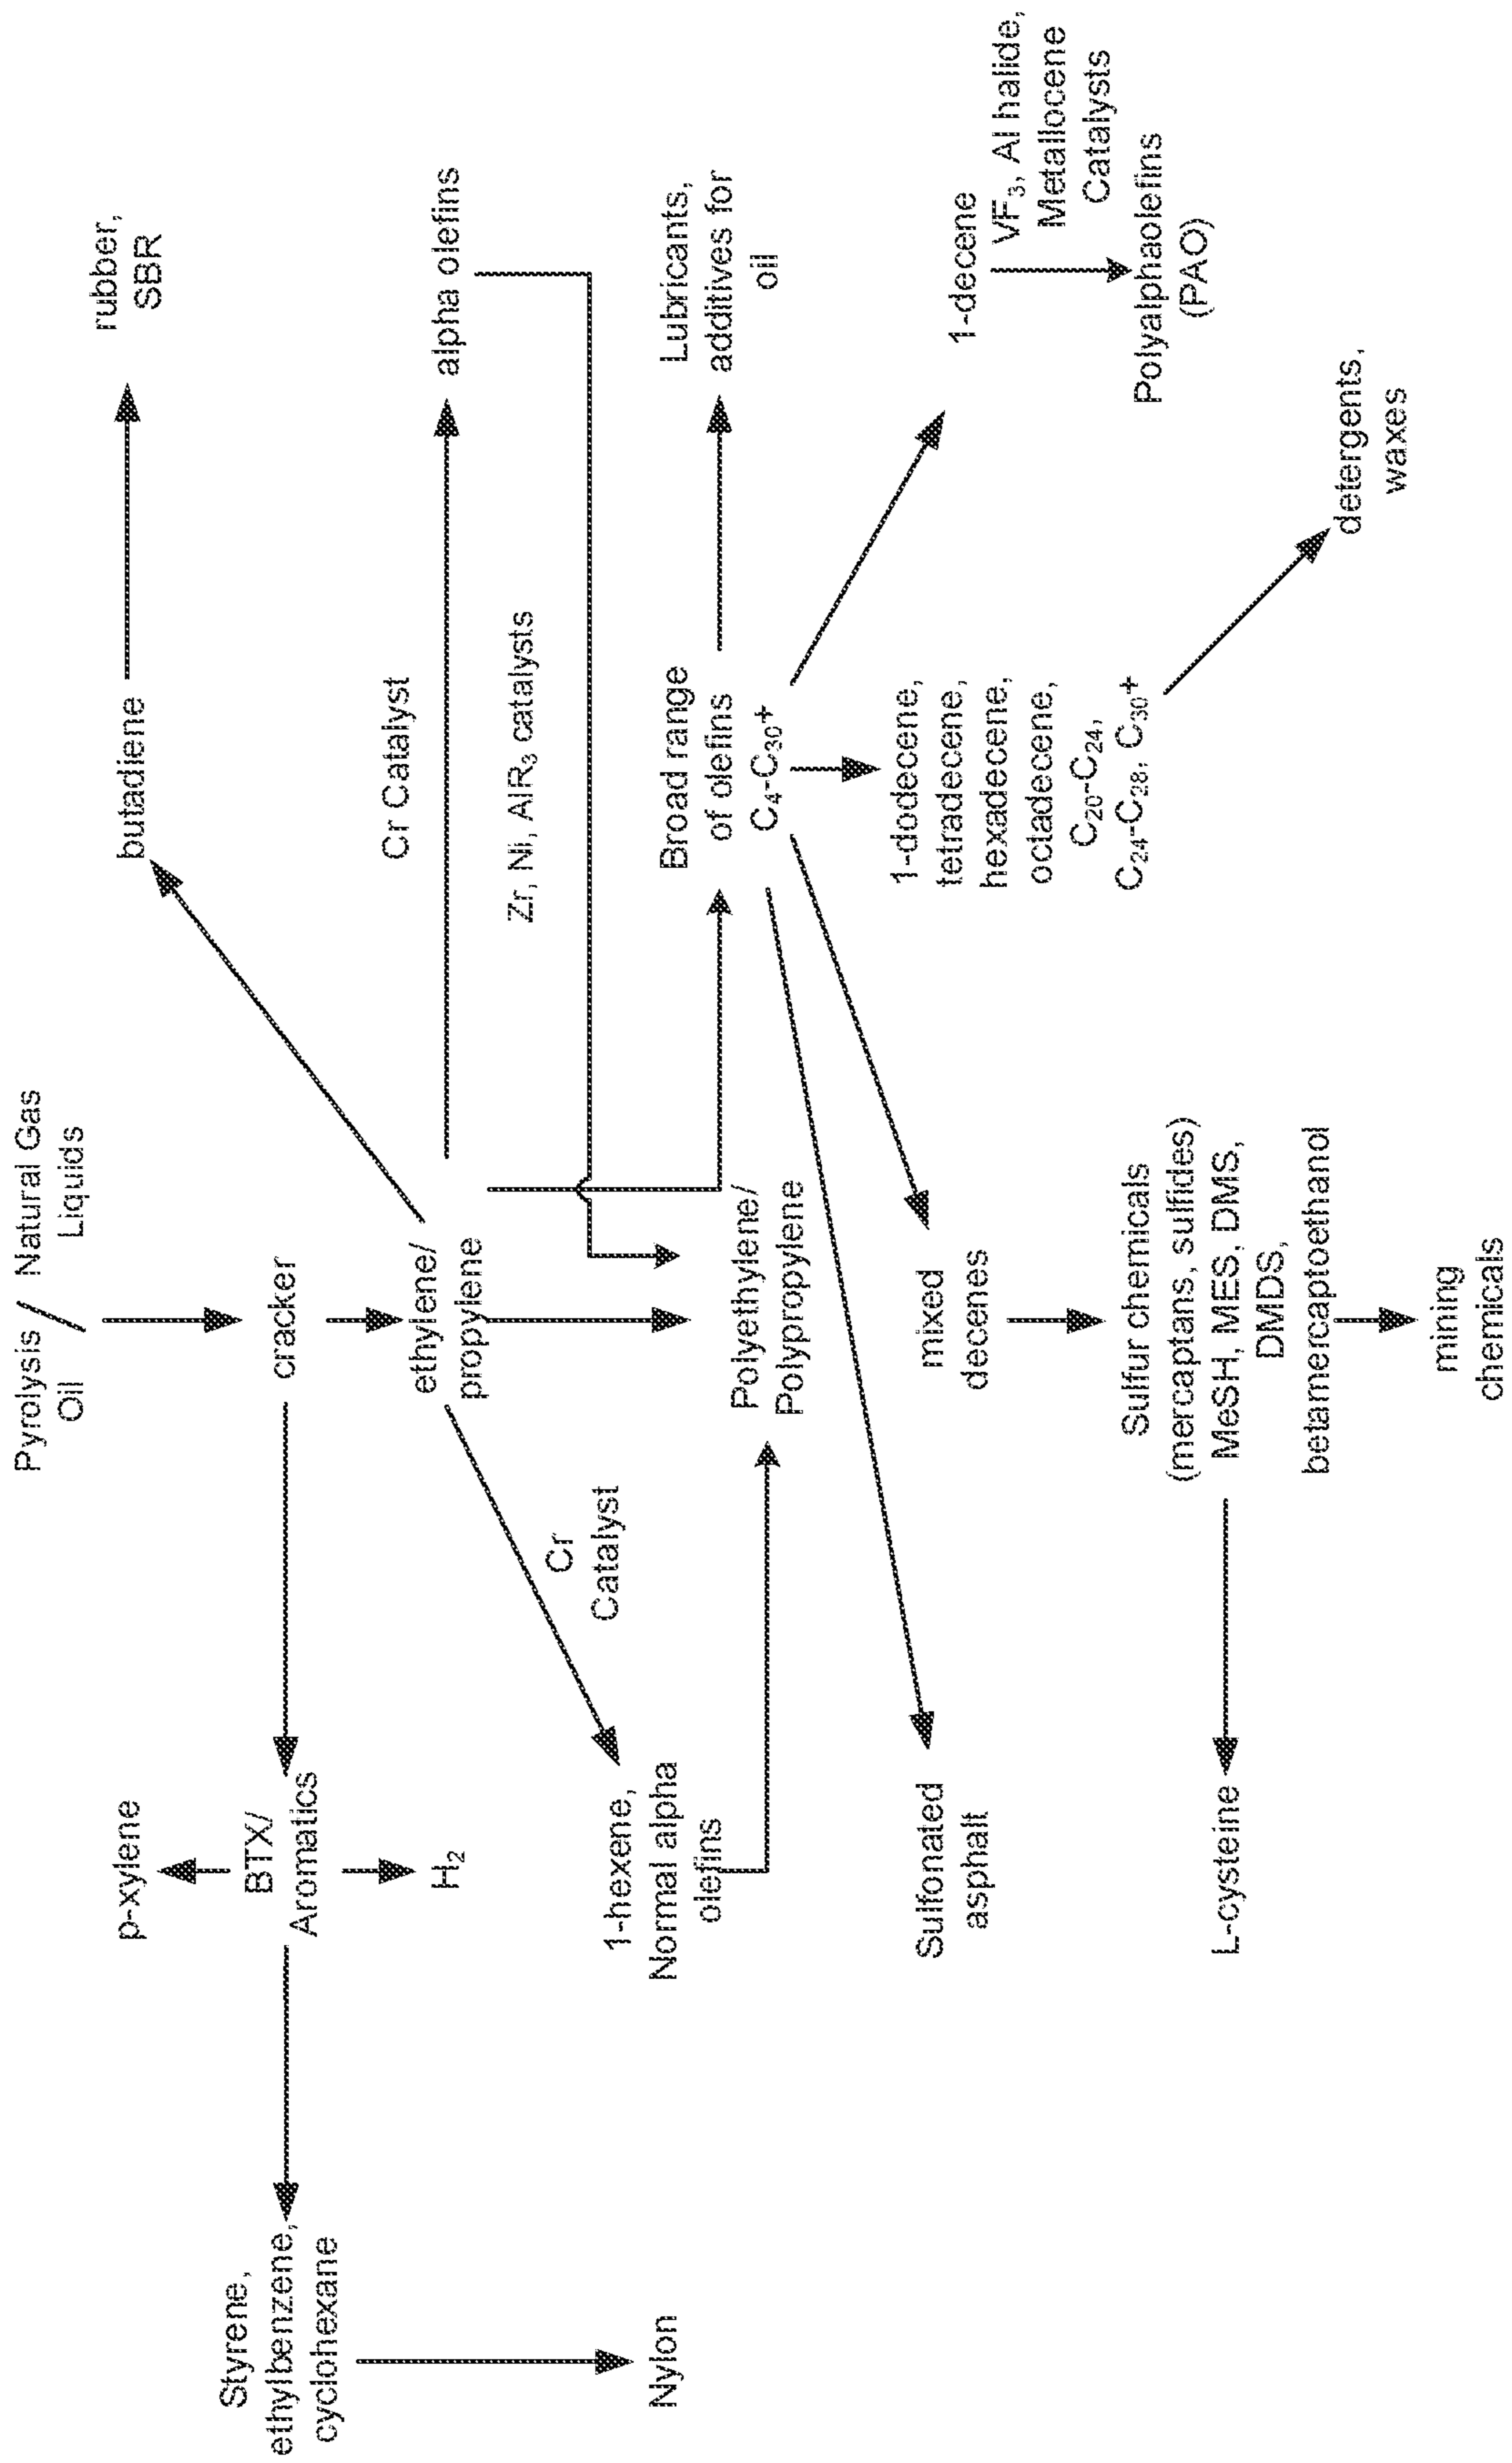 Pyrolysis / Natural Gas
Oil
Liquids
cracker
ethylene/
propylene
butadiene
rubber,
SBR
p-xylene
BTX/
Aromatics
H₂
Styrene,
ethylbenzene,
cyclohexane
Nylon
Cr Catalyst
alpha olefins
Zr, Ni, AlR₃ catalysts
Cr
Catalyst
1-hexene,
Normal alpha
olefins
Polyethylene/
Polypropylene
Broad range
of olefins
C₄-C₃₀+
Lubricants,
additives for
oil
Sulfonated
asphalt
mixed
decenes
1-dodecene,
tetradecene,
hexadecene,
octadecene,
C₂₀-C₂₄,
C₂₄-C₂₈, C₃₀+
1-decene
VF₃, Al halide,
Metallocene
Catalysts
Polyalphaolefins
(PAO)
detergents,
waxes
Sulfur chemicals
(mercaptans, sulfides)
MeSH, MES, DMS,
DMDS,
betamercaptoethanol
L-cysteine
mining
chemicals